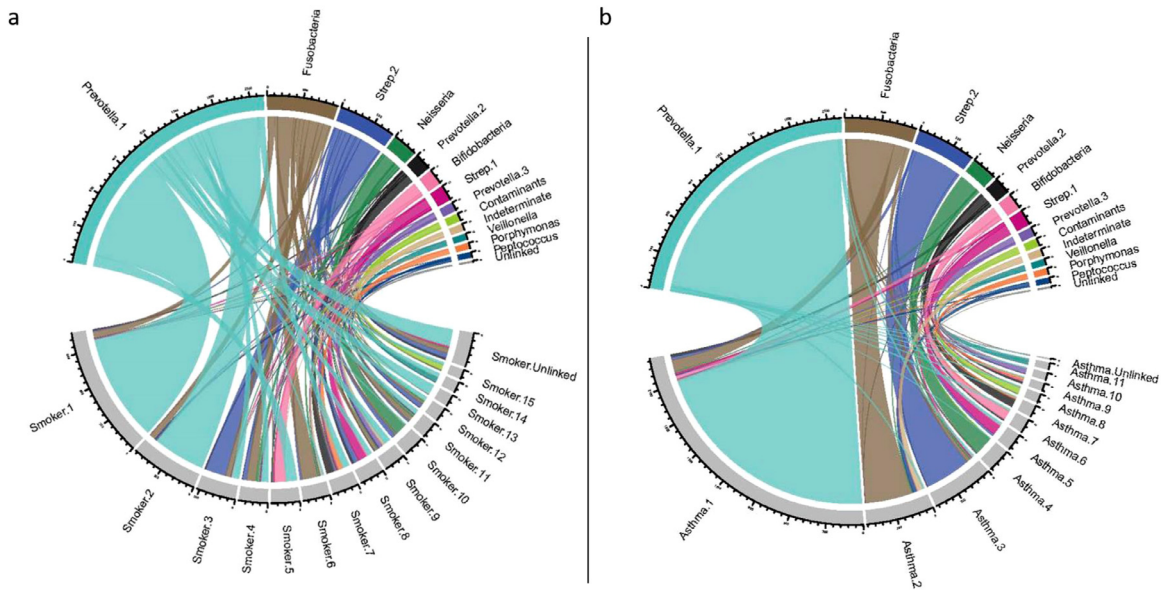 a
Prevotella.1
Fusobacteria
Strep.2
Neisseria
Prevotella.2
Bifidobacteria
Strep.1
Prevotella.3
Contaminants
Indeterminate
Veillonella
Porphymonas
Peptococcus
Unlinked
Smoker.Unlinked
Smoker.15
Smoker.14
Smoker.13
Smoker.12
Smoker.11
Smoker.10
Smoker.9
Smoker.8
Smoker.7
Smoker.6
Smoker.5
Smoker.4
Smoker.3
Smoker.2
Smoker.1
b
Prevotella.1
Fusobacteria
Strep.2
Neisseria
Prevotella.2
Bifidobacteria
Strep.1
Prevotella.3
Contaminants
Indeterminate
Veillonella
Porphymonas
Peptococcus
Unlinked
Asthma.Unlinked
Asthma.11
Asthma.10
Asthma.9
Asthma.8
Asthma.7
Asthma.6
Asthma.5
Asthma.4
Asthma.3
Asthma.2
Asthma.1